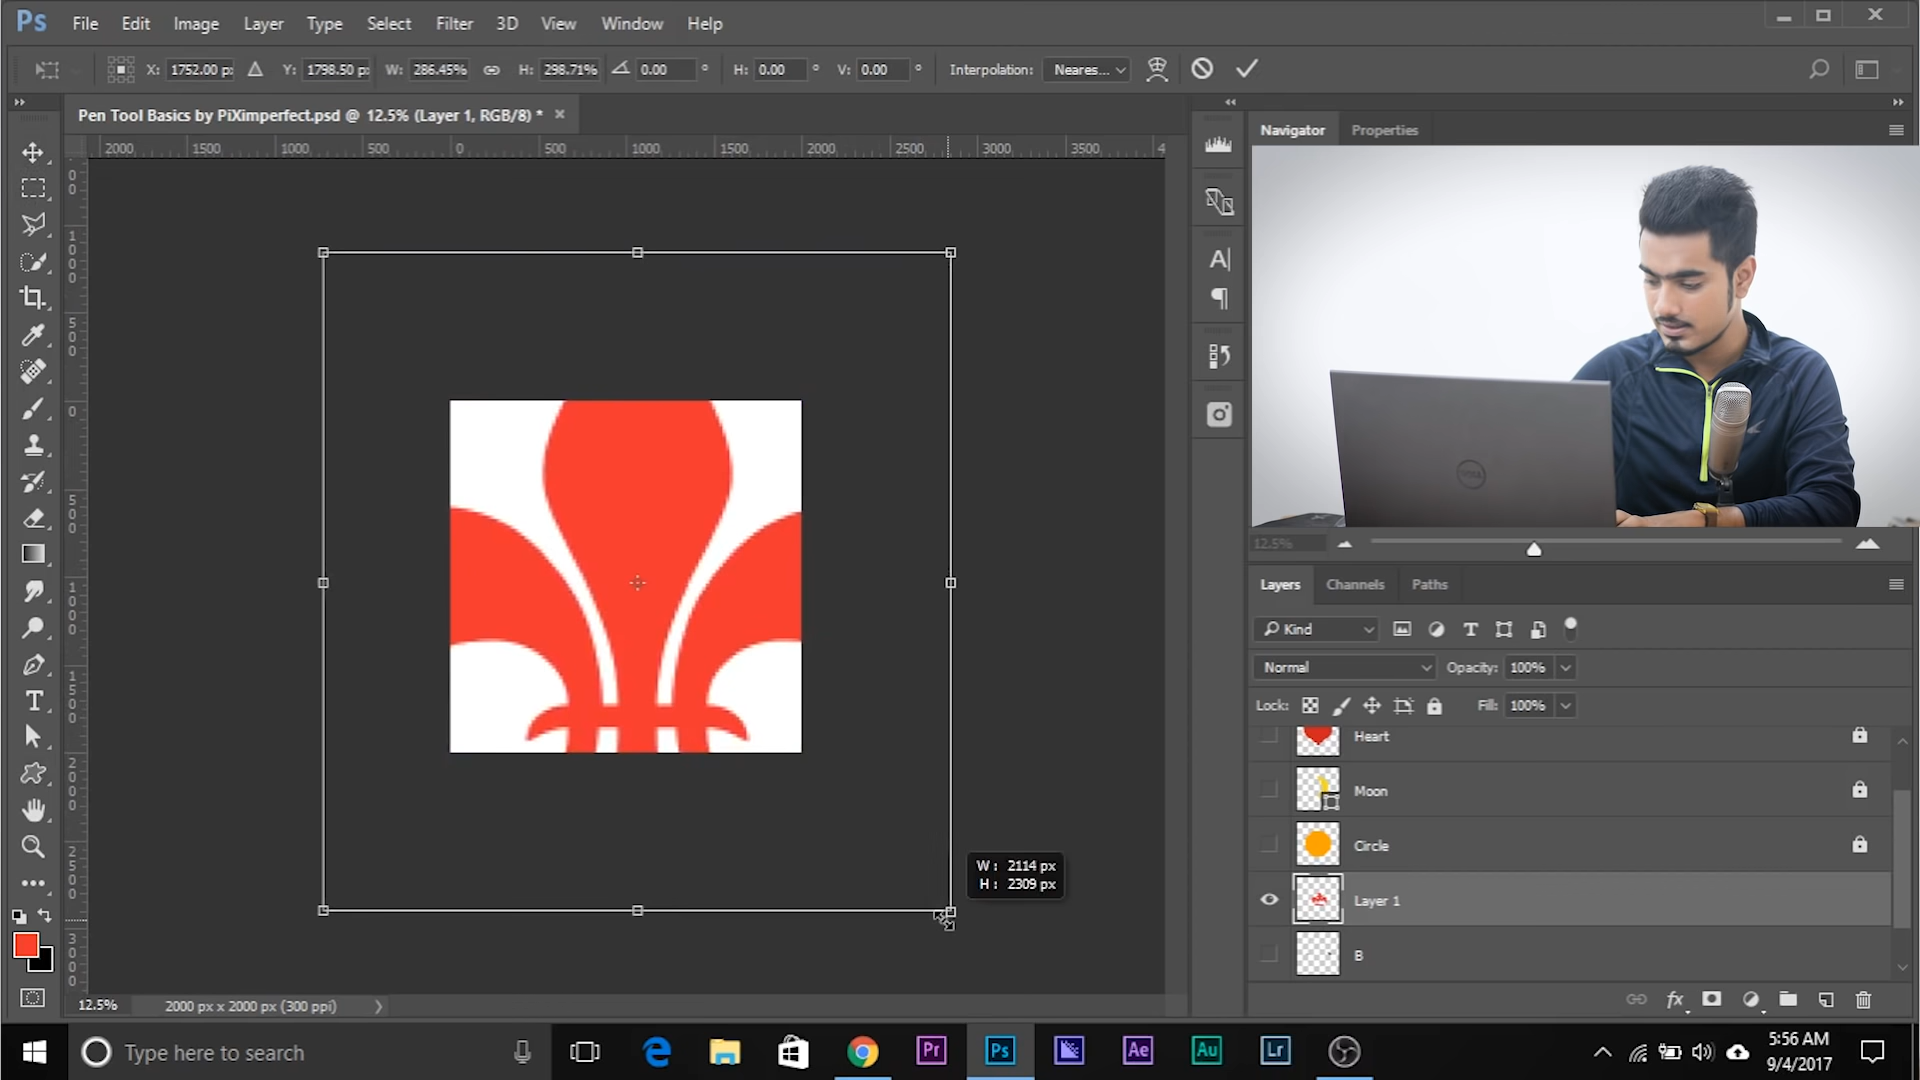 Ps File Edit Image Layer Type Select Filter 3D View Window Help
X: 1752.00 p Y: 1798.50 p W: 286.45% H: 298.71% 0.00 ° H: 0.00 ° V: 0.00 ° Interpolation: Neares...
Pen Tool Basics by PiXimperfect.psd @ 12.5% (Layer 1, RGB/8) * ×
2000 1500 1000 500 0 500 1000 1500 2000 2500 3000 3500 4
Navigator Properties
W: 2114 px
H: 2309 px
12.5%
Layers Channels Paths
Kind
Normal Opacity: 100%
Lock: Fill: 100%
Heart
Moon
Circle
Layer 1
B
fx
12.5% 2000 px x 2000 px (300 ppi)
Type here to search
Pr Ps Ae Au Lr
5:56 AM
9/4/2017